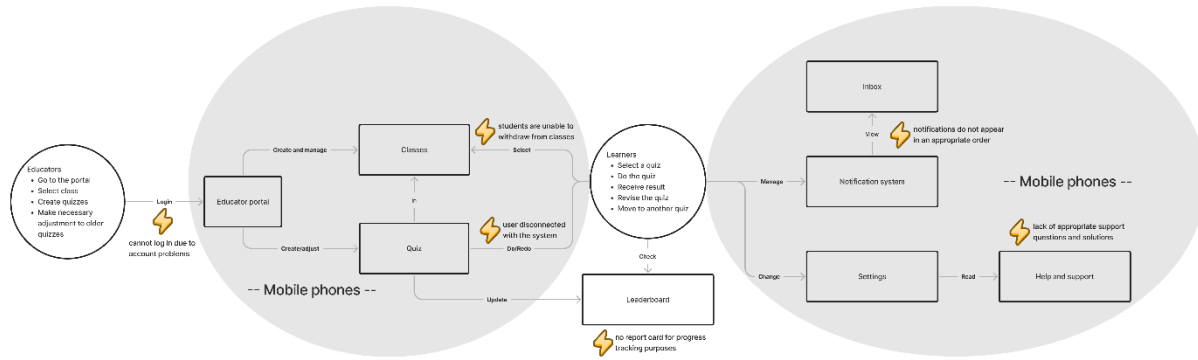 Educators
• Go to the portal
• Select class
• Create quizzes
• Make necessary
adjustment to older
quizzes
Login
cannot log in due to
account problems
Educator portal
Create and manage
Create/adjust
Classes
In
Quiz
students are unable to
withdraw from classes
Select
user disconnected
with the system
Do/Redo
-- Mobile phones --
Update
Learners
• Select a quiz
• Do the quiz
• Receive result
• Revise the quiz
• Move to another quiz
Check
Leaderboard
no report card for progress
tracking purposes
Inbox
View
notifications do not appear
in an appropriate order
Manage
Notification system
-- Mobile phones --
lack of appropriate support
questions and solutions
Change
Settings
Read
Help and support